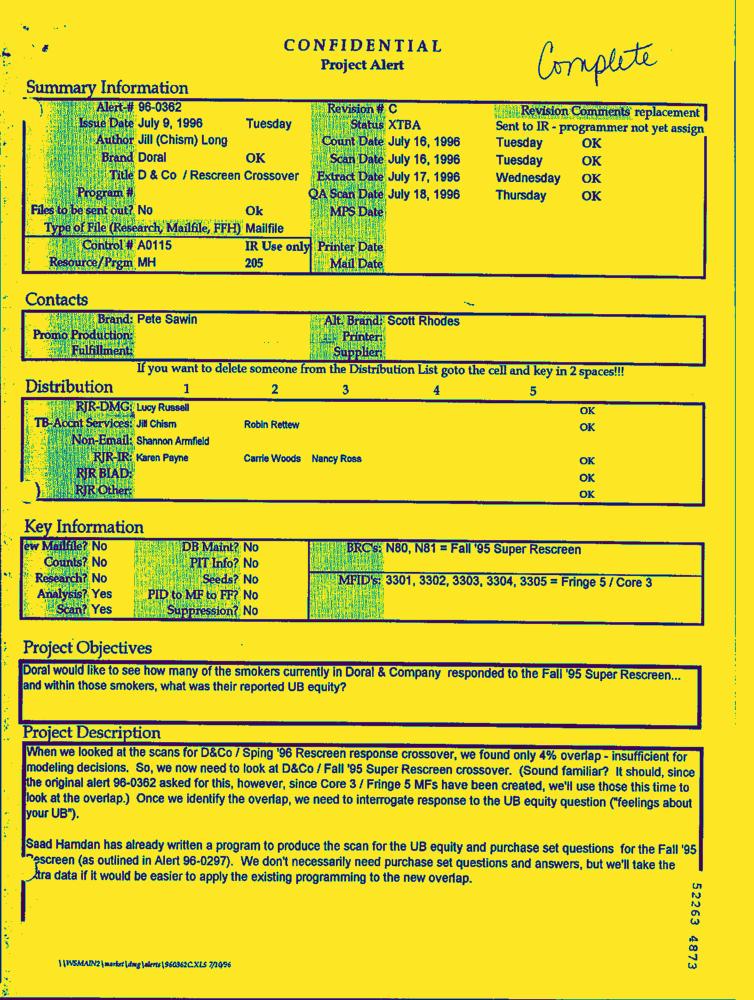 CONFIDENTIAL
Project Alert
Complete
Summary Information
Alert-# 96-0362 Revision # C Revision Comments replacement
Issue Date July 9, 1996 Tuesday Status XTBA Sent to IR - programmer not yet assign
Author Jill (Chism) Long Count Date July 16, 1996 Tuesday OK
Brand Doral OK Scan Date July 16, 1996 Tuesday OK
Title D & Co / Rescreen Crossover Extract Date July 17, 1996 Wednesday OK
Program # QA Scan Date July 18, 1996 Thursday OK
Files to be sent out? No Ok MPS Date
Type of File (Research, Mailfile, FFH) Mailfile
Control # A0115 IR Use only Printer Date
Resource/Prgm MH 205 Mail Date
Contacts
Brand: Pete Sawin Alt. Brand: Scott Rhodes
Promo Production: Printer:
Fulfillment: Supplier:
If you want to delete someone from the Distribution List goto the cell and key in 2 spaces!!!
Distribution 1 2 3 4 5
RJR-DMG: Lucy Russell OK
TB-Accnt Services: Jill Chism Robin Rettew OK
Non-Email: Shannon Armfield
RJR-IR: Karen Payne Carrie Woods Nancy Ross OK
RJR BIAD: OK
RJR Other: OK
Key Information
ew Mailfile? No DB Maint? No BRC's: N80, N81 = Fall '95 Super Rescreen
Counts? No PIT Info? No
Research? No Seeds? No MFID's: 3301, 3302, 3303, 3304, 3305 = Fringe 5 / Core 3
Analysis? Yes PID to MF to FF? No
Scan? Yes Suppression? No
Project Objectives
Doral would like to see how many of the smokers currently in Doral & Company responded to the Fall '95 Super Rescreen...
and within those smokers, what was their reported UB equity?
Project Description
When we looked at the scans for D&Co / Sping '96 Rescreen response crossover, we found only 4% overlap - insufficient for
modeling decisions. So, we now need to look at D&Co / Fall '95 Super Rescreen crossover. (Sound familiar? It should, since
the original alert 96-0362 asked for this, however, since Core 3 / Fringe 5 MFs have been created, we'll use those this time to
look at the overlap.) Once we identify the overlap, we need to interrogate response to the UB equity question ("feelings about
your UB").
Saad Hamdan has already written a program to produce the scan for the UB equity and purchase set questions for the Fall '95
Rescreen (as outlined in Alert 96-0297). We don't necessarily need purchase set questions and answers, but we'll take the
xtra data if it would be easier to apply the existing programming to the new overlap.
52263 4873
\\WSMAIN2\market\dmg\alerts\960362C.XLS 7/10/96